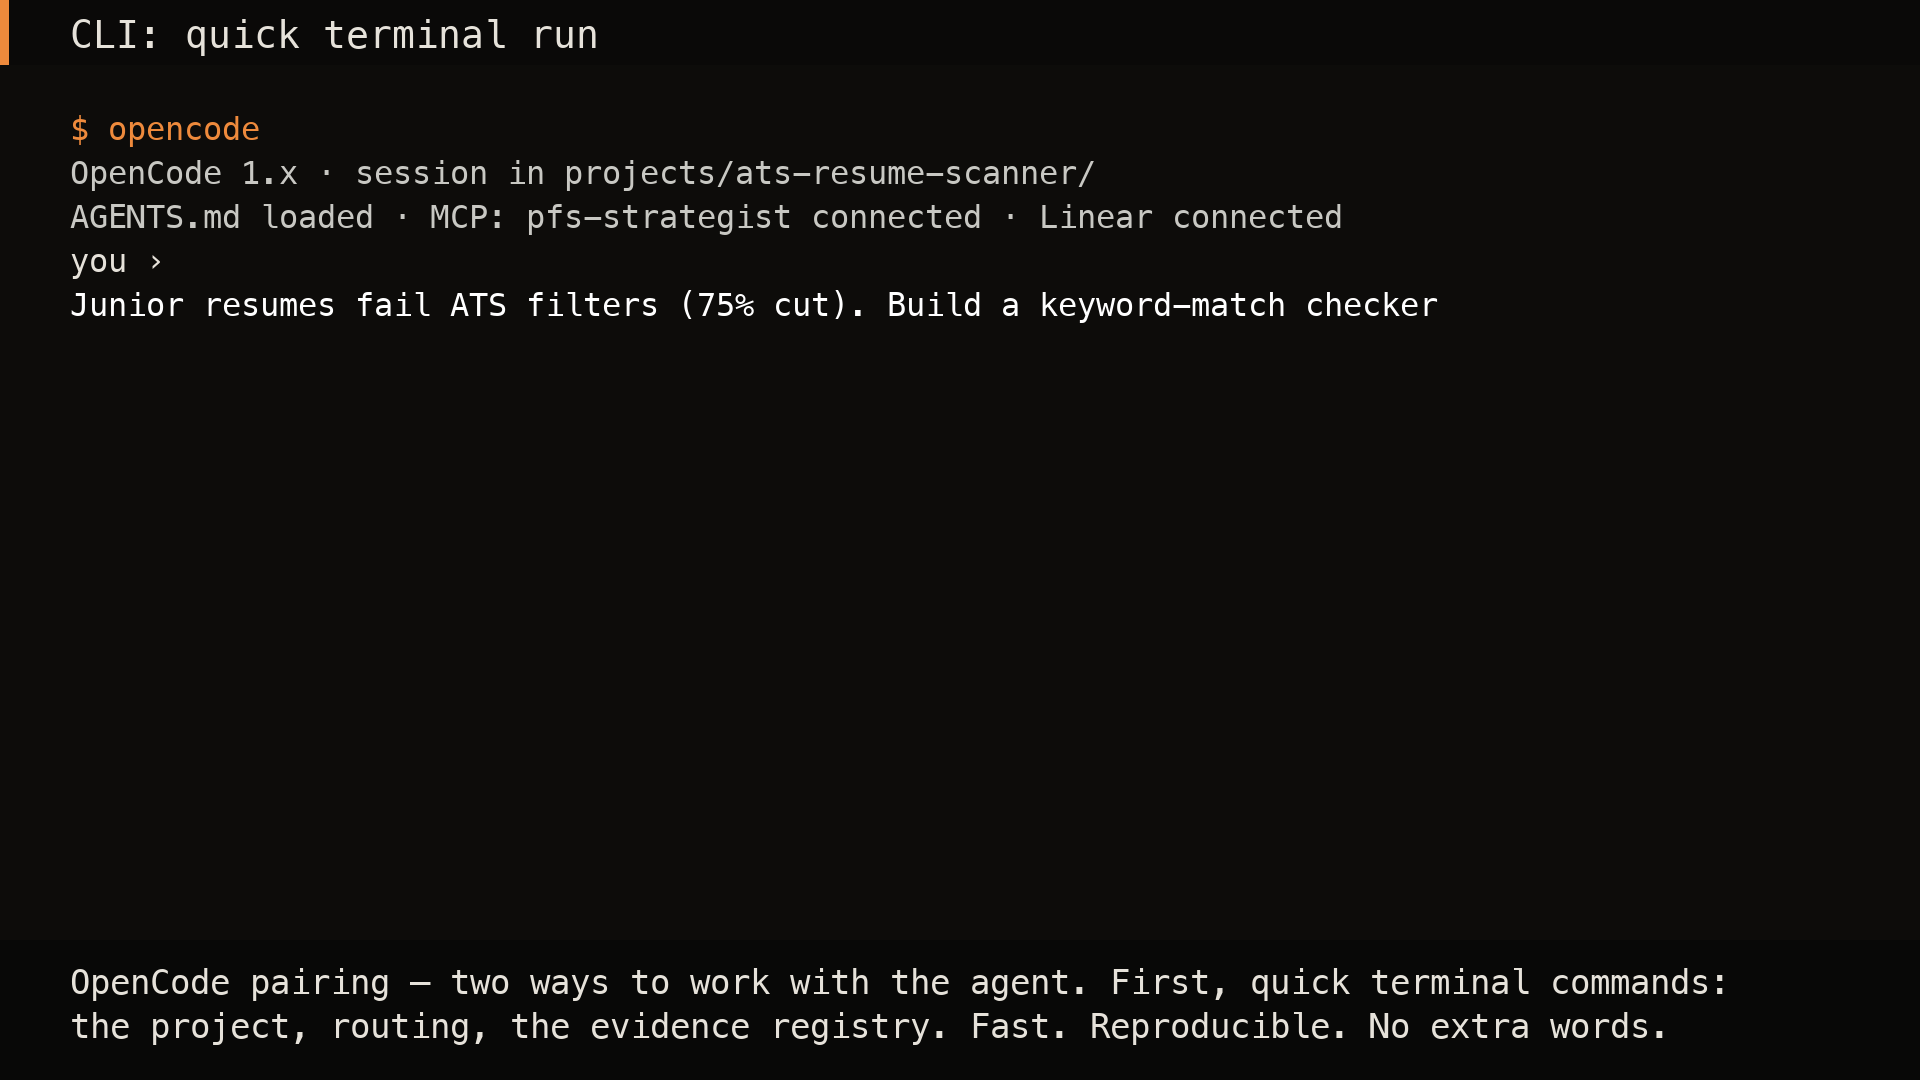 CLI: quick terminal run
$ opencode
OpenCode 1.x · session in projects/ats-resume-scanner/
AGENTS.md loaded · MCP: pfs-strategist connected · Linear connected
you ›
Junior resumes fail ATS filters (75% cut). Build a keyword-match checker
OpenCode pairing — two ways to work with the agent. First, quick terminal commands:
the project, routing, the evidence registry. Fast. Reproducible. No extra words.